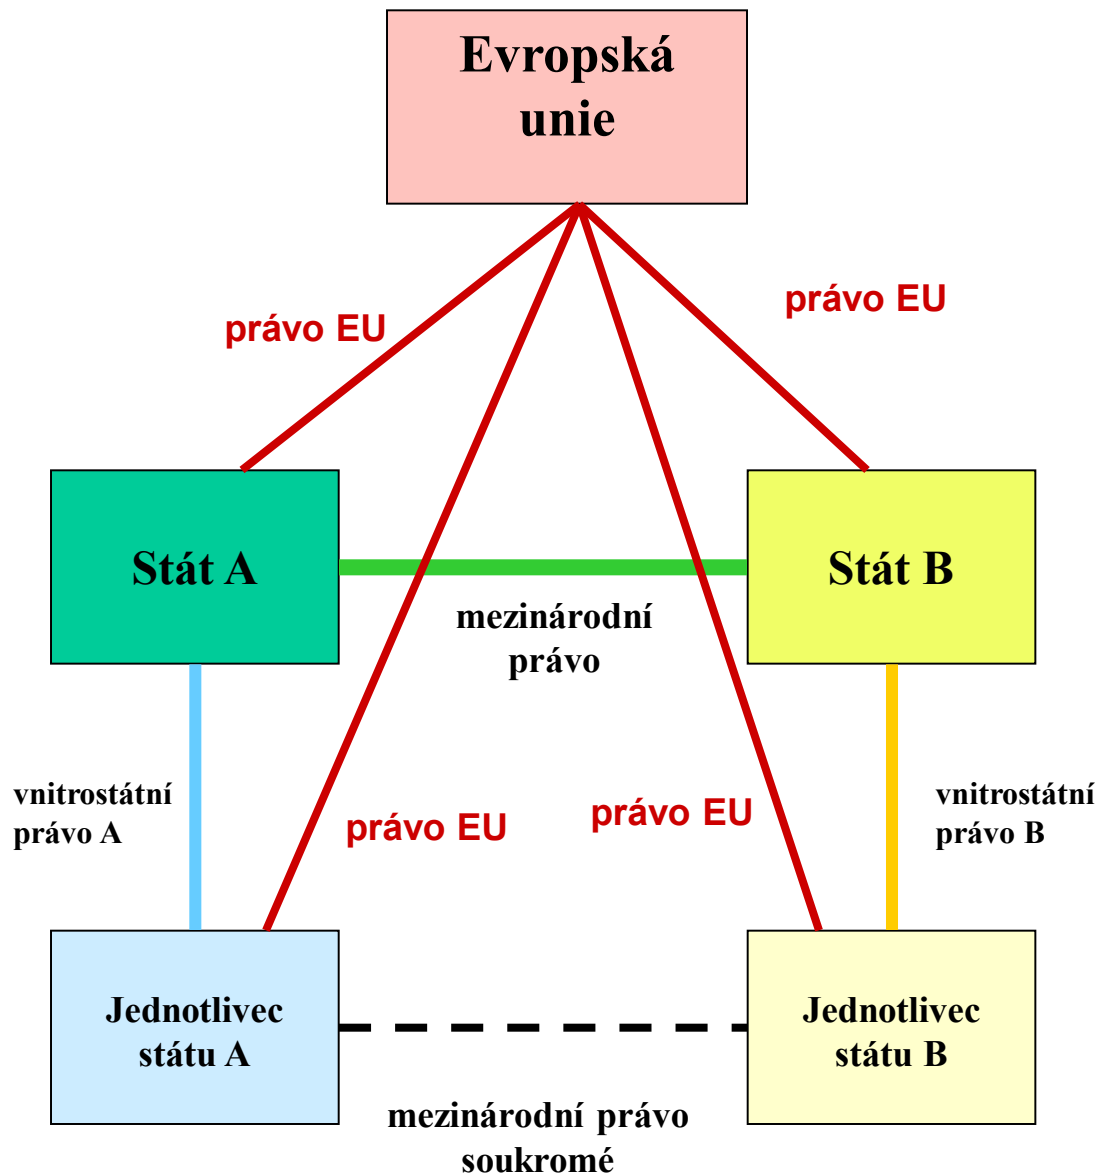 Evropská
unie
právo EU
právo EU
Stát A
Stát B
mezinárodní
právo
vnitrostátní
právo A
vnitrostátní
právo B
právo EU
právo EU
Jednotlivec
státu A
Jednotlivec
státu B
mezinárodní právo
soukromé